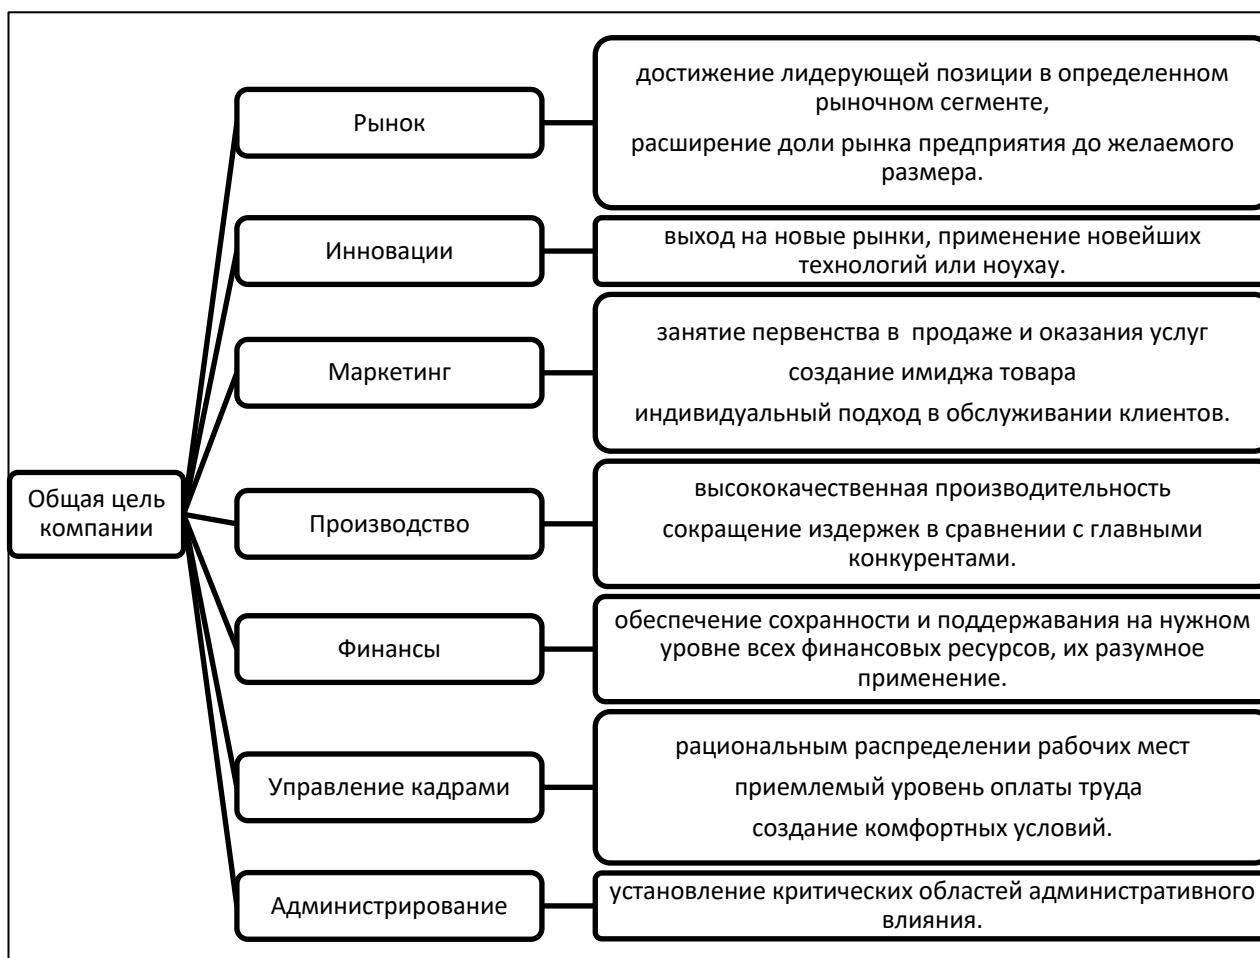 Общая цель
компании
Рынок
достижение лидерующей позиции в определенном
рыночном сегменте,
расширение доли рынка предприятия до желаемого
размера.
Инновации
выход на новые рынки, применение новейших
технологий или ноухау.
Маркетинг
занятие первенства в продаже и оказания услуг
создание имиджа товара
индивидуальный подход в обслуживании клиентов.
Производство
высококачественная производительность
сокращение издержек в сравнении с главными
конкурентами.
Финансы
обеспечение сохранности и поддержавания на нужном
уровне всех финансовых ресурсов, их разумное
применение.
Управление кадрами
рациональным распределении рабочих мест
приемлемый уровень оплаты труда
создание комфортных условий.
Администрирование
установление критических областей административного
влияния.